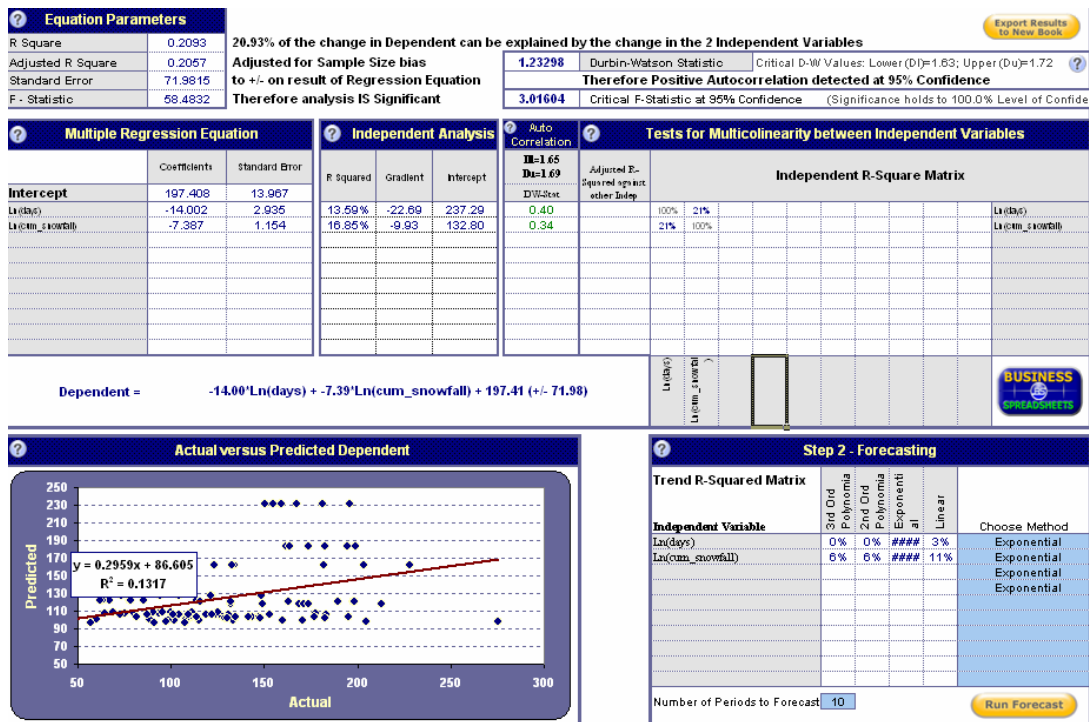 Equation Parameters
R Square 0.2093 20.93% of the change in Dependent can be explained by the change in the 2 Independent Variables
Export Results to New Book
Adjusted R Square 0.2057 Adjusted for Sample Size bias 1.23298 Durbin-Watson Statistic Critical D-W Values: Lower (Dl)=1.63; Upper (Du)=1.72
Standard Error 71.9815 to +/- on result of Regression Equation Therefore Positive Autocorrelation detected at 95% Confidence
F - Statistic 58.4832 Therefore analysis IS Significant 3.01604 Critical F-Statistic at 95% Confidence (Significance holds to 100.0% Level of Confide
Multiple Regression Equation
Coefficients Standard Error
Intercept 197.408 13.967
Ln(days) -14.002 2.935
Ln(cum_snowfall) -7.387 1.154
Independent Analysis
R Squared Gradient Intercept
13.59% -22.69 237.29
16.85% -9.93 132.80
Auto Correlation
Dl=1.65
Du=1.69
DW-Stat
0.40
0.34
Tests for Multicolinearity between Independent Variables
Adjusted R-Squared against other Indep
Independent R-Square Matrix
100% 21% Ln(days)
21% 100% Ln(cum_snowfall)
Ln(days)
Ln(cum_snowfal
)
Dependent = -14.00*Ln(days) + -7.39*Ln(cum_snowfall) + 197.41 (+/- 71.98)
BUSINESS
SPREADSHEETS
Actual versus Predicted Dependent
Predicted
250
230
210
190
170
150
130
110
90
70
50
y = 0.2959x + 86.605
R² = 0.1317
50 100 150 200 250 300
Actual
Step 2 - Forecasting
Trend R-Squared Matrix
Independent Variable
3rd Ord Polynomia
2nd Ord Polynomia
Exponenti al
Linear
Choose Method
Ln(days) 0% 0% #### 3% Exponential
Ln(cum_snowfall) 6% 6% #### 11% Exponential
Exponential
Exponential
Number of Periods to Forecast 10
Run Forecast